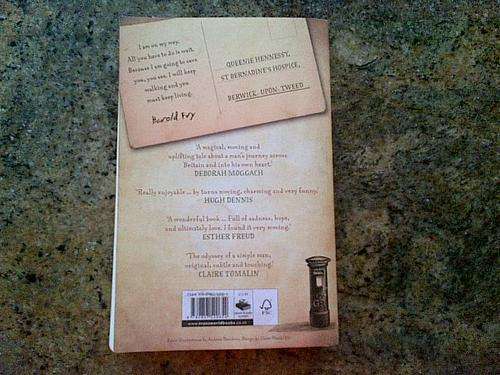 I am on my way.
All you have to do is wait.
Because I am going to save
you, you see. I will keep
walking and you
must keep living.
Harold Fry
QUEENIE HENNESSY,
ST BERNADINE'S HOSPICE,
BERWICK-UPON-TWEED
'A magical, moving and
uplifting tale about a man's journey across
Britain and into his own heart.'
DEBORAH MOGGACH
'Really enjoyable ... by turns moving, charming and very funny.'
HUGH DENNIS
'A wonderful book ... Full of sadness, hope,
and ultimately love. I found it very moving.'
ESTHER FREUD
'The odyssey of a simple man,
original, subtle and touching.'
CLAIRE TOMALIN
FSC